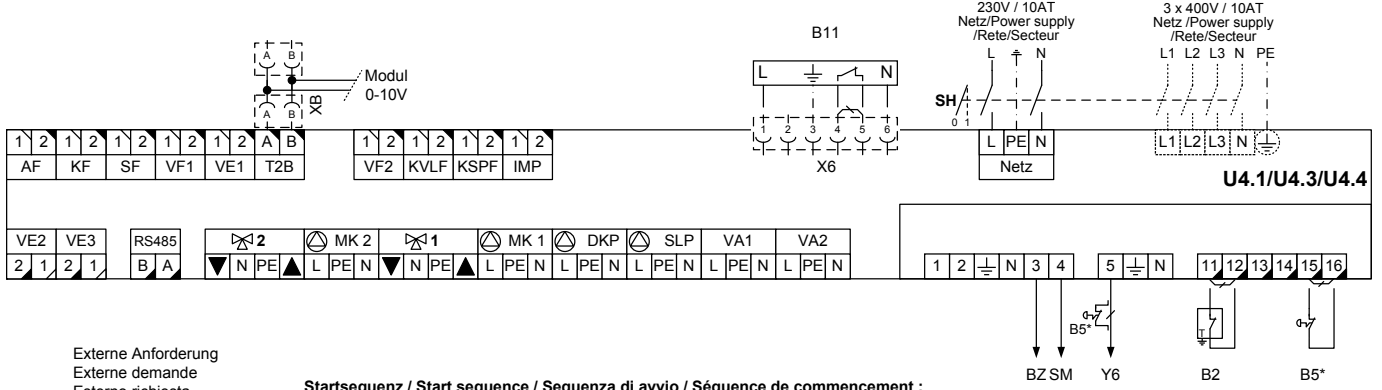 230V / 10AT
Netz/Power supply
/Rete/Secteur
3 x 400V / 10AT
Netz /Power supply
/Rete/Secteur
B11
L N
L1 L2 L3 N PE
A B
Modul
0-10V
A B
XB
L N
SH
0 1
1 2 3 4 5 6
X6
1 2 1 2 1 2 1 2 1 2 A B
AF KF SF VF1 VE1 T2B
1 2 1 2 1 2 1 2
VF2 KVLF KSPF IMP
L PE N
Netz
L1 L2 L3 N
U4.1/U4.3/U4.4
VE2 VE3 RS485 2 MK 2 1 MK 1 DKP SLP VA1 VA2
2 1 2 1 B A N PE L PE N N PE L PE N L PE N L PE N L PE N L PE N
1 2 N 3 4 5 N 11 12 13 14 15 16
B5*
T
BZ SM Y6 B2 B5*
Externe Anforderung
Externe demande
Esterno richiesta
Startsequenz / Start sequence / Sequenza di avvio / Séquence de commencement :